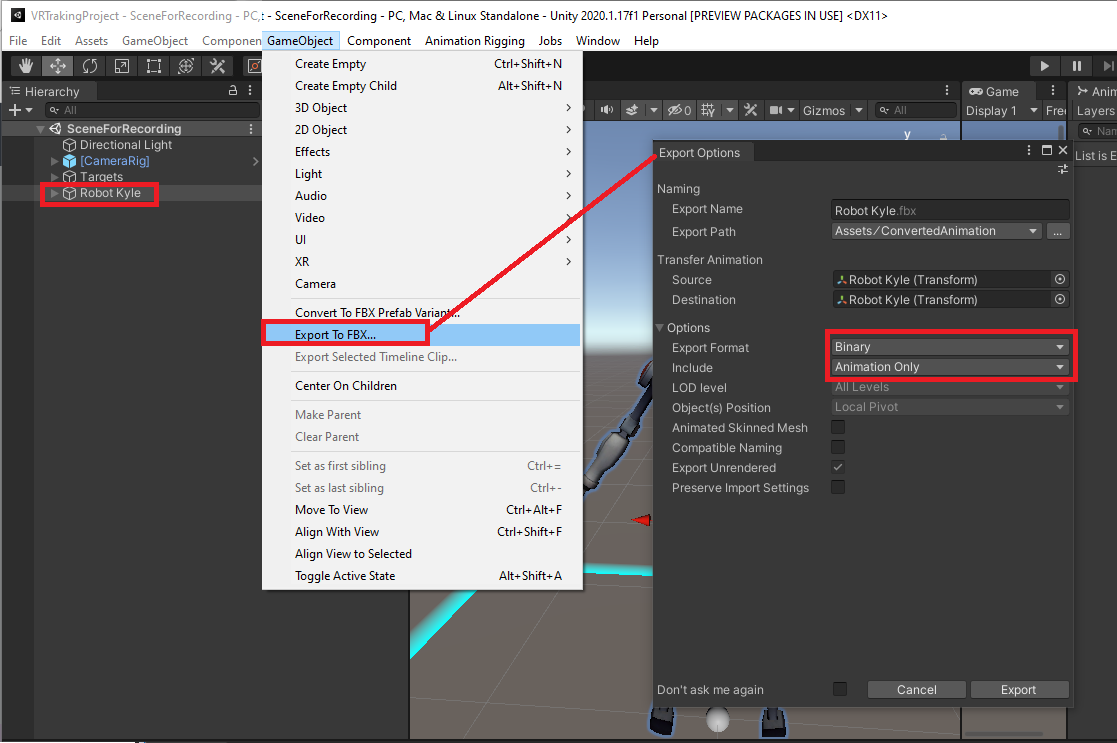 VRTrakingProject - SceneForRecording - PC, - SceneForRecording - PC, Mac & Linux Standalone - Unity 2020.1.17f1 Personal [PREVIEW PACKAGES IN USE] <DX11>
File Edit Assets GameObject Componen GameObject Component Animation Rigging Jobs Window Help
Hierarchy
All
SceneForRecording
Directional Light
[CameraRig]
Targets
Robot Kyle
Create Empty Ctrl+Shift+N
Create Empty Child Alt+Shift+N
3D Object
2D Object
Effects
Light
Audio
Video
UI
XR
Camera
Convert To FBX Prefab Variant...
Export To FBX...
Export Selected Timeline Clip...
Center On Children
Make Parent
Clear Parent
Set as first sibling Ctrl+=
Set as last sibling Ctrl+-
Move To View Ctrl+Alt+F
Align With View Ctrl+Shift+F
Align View to Selected
Toggle Active State Alt+Shift+A
0 Gizmos All
y
Game
Display 1 Free
Anim
Layers
Nam
List is E
Export Options
Naming
Export Name Robot Kyle.fbx
Export Path Assets/ConvertedAnimation ...
Transfer Animation
Source Robot Kyle (Transform)
Destination Robot Kyle (Transform)
Options
Export Format Binary
Include Animation Only
LOD level All Levels
Object(s) Position Local Pivot
Animated Skinned Mesh
Compatible Naming
Export Unrendered
Preserve Import Settings
Don't ask me again Cancel Export